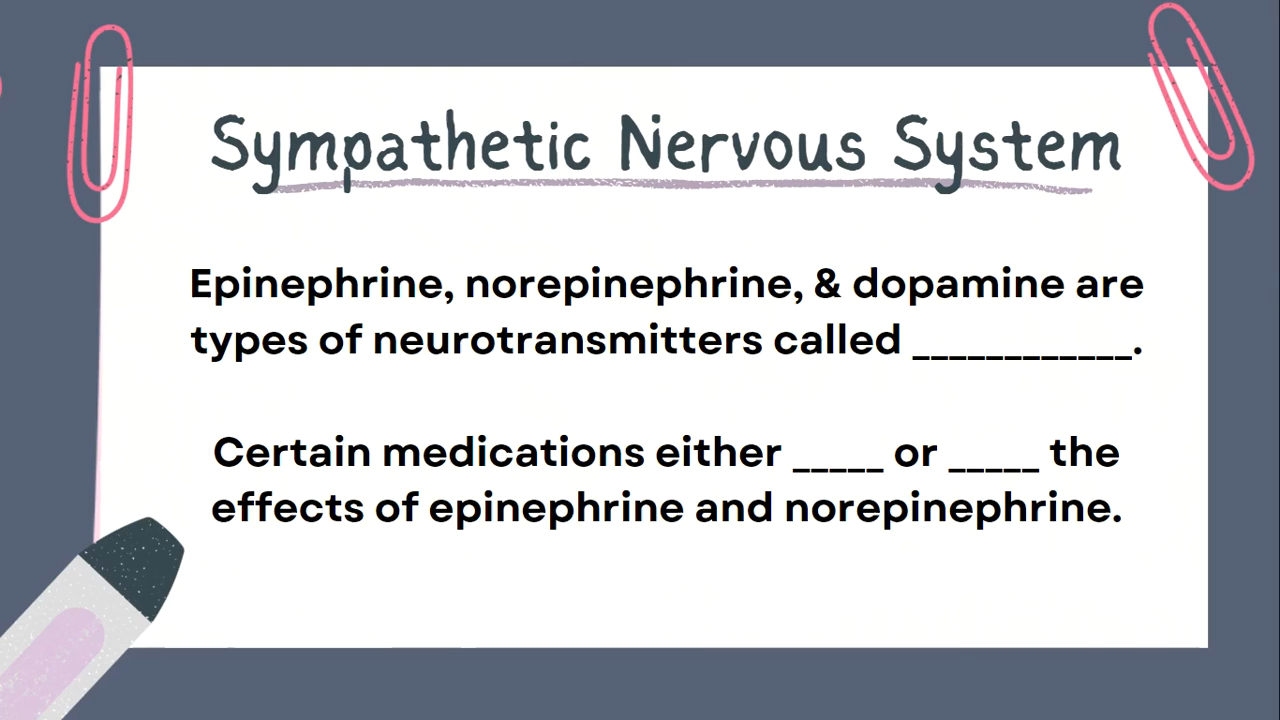 Sympathetic Nervous System
Epinephrine, norepinephrine, & dopamine are
types of neurotransmitters called ____________.
Certain medications either _____ or _____ the
effects of epinephrine and norepinephrine.